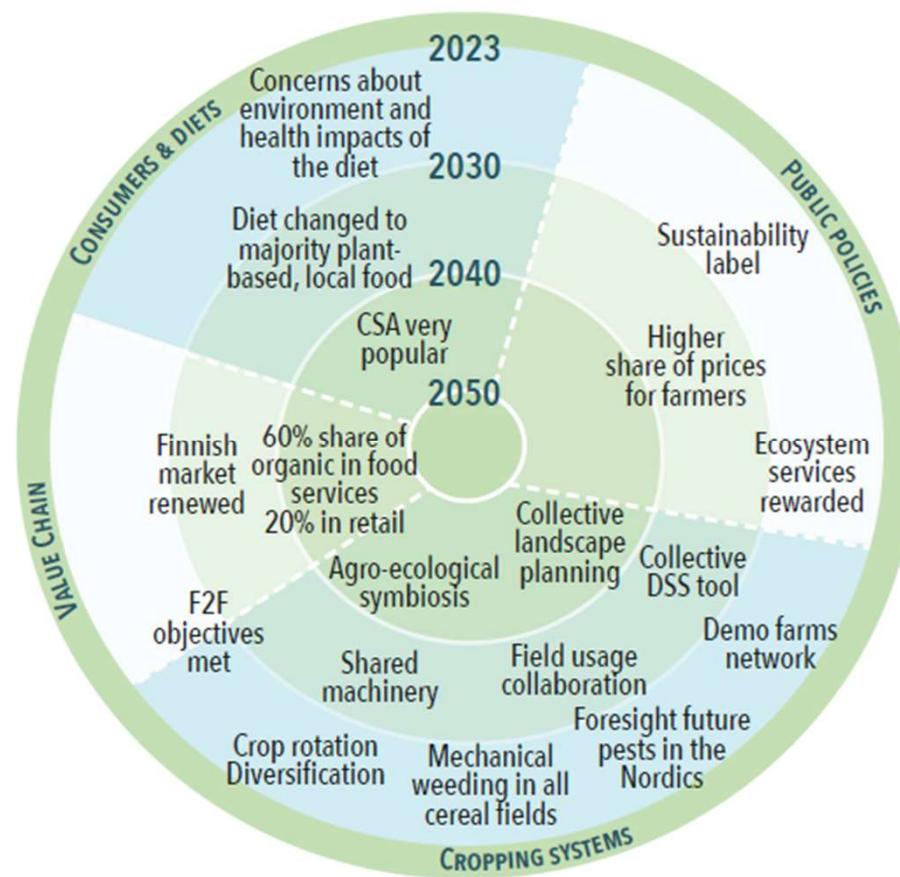 2023
Concerns about
environment and
health impacts of
the diet
2030
Diet changed to
majority plant-
based, local food
2040
CSA very
popular
2050
CONSUMERS & DIETS
PUBLIC POLICIES
Sustainability
label
Higher
share of prices
for farmers
Ecosystem
services
rewarded
VALUE CHAIN
Finnish
market
renewed
60% share of
organic in food
services
20% in retail
F2F
objectives
met
Agro-ecological
symbiosis
Collective
landscape
planning
Collective
DSS tool
Demo farms
network
Shared
machinery
Field usage
collaboration
Foresight future
pests in the
Nordics
Crop rotation
Diversification
Mechanical
weeding in all
cereal fields
CROPPING SYSTEMS